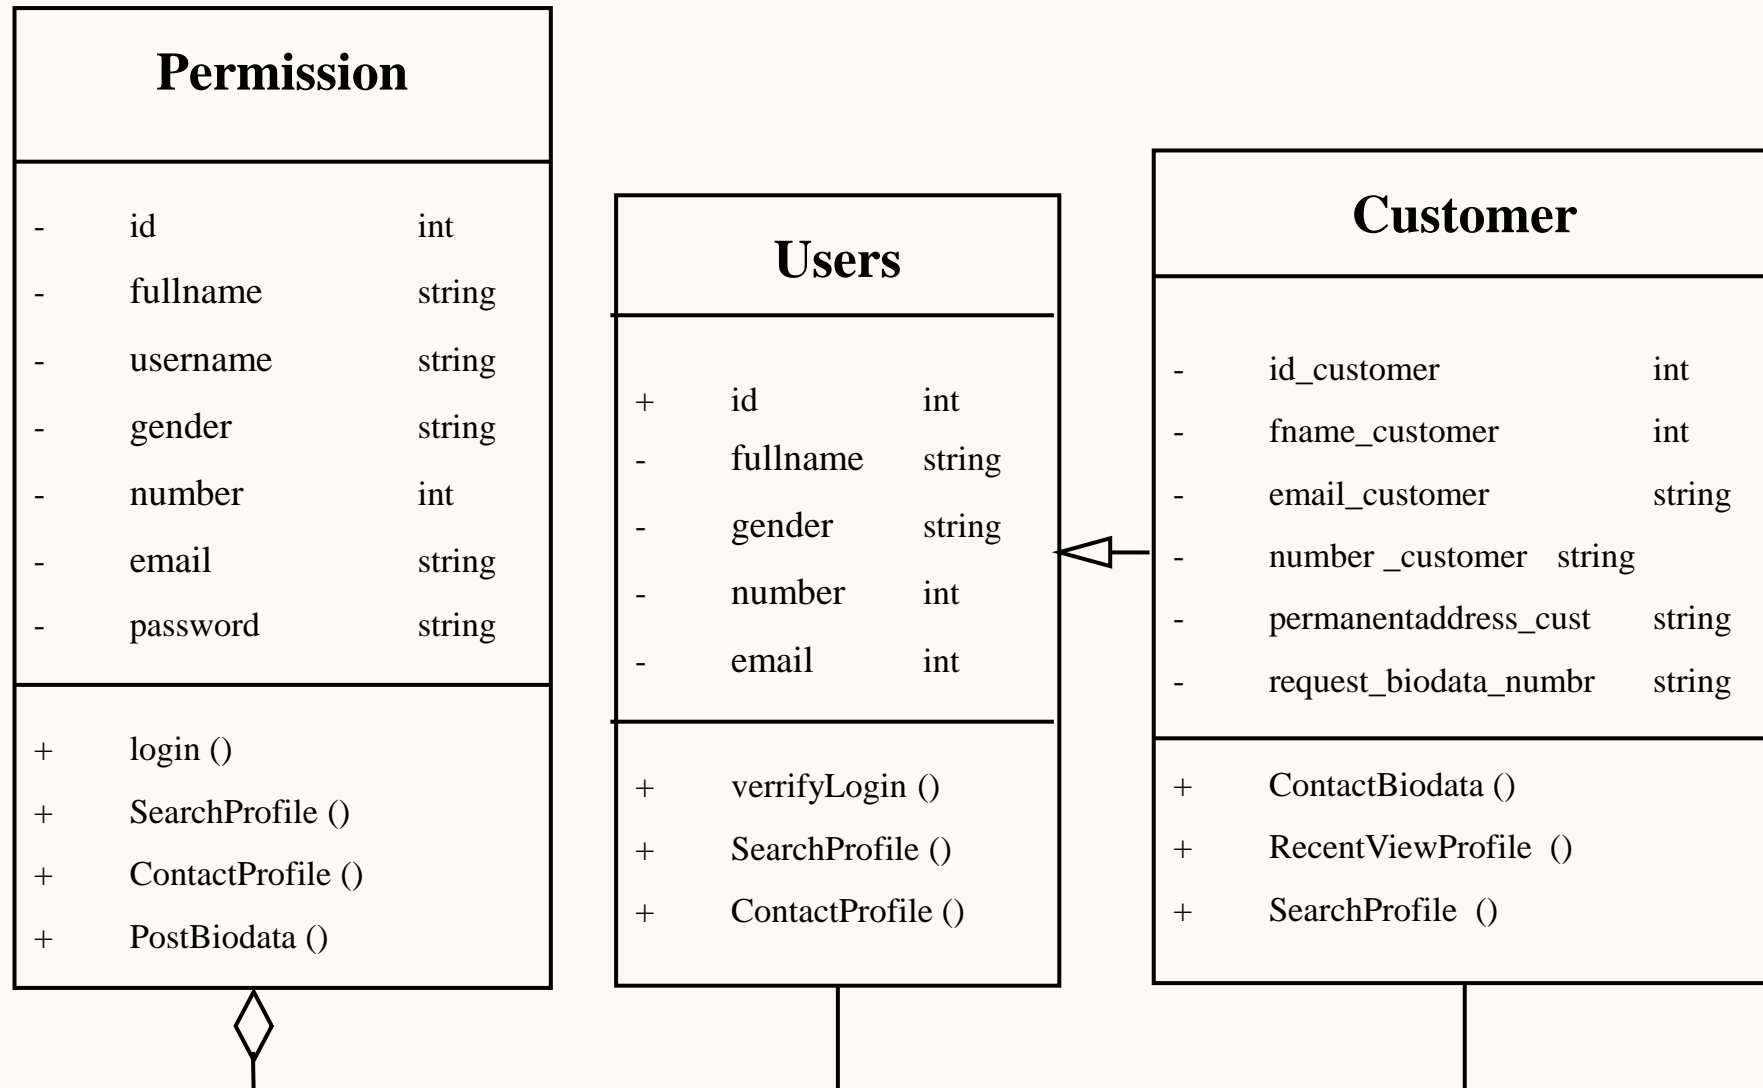 Permission
- id int
- fullname string
- username string
- gender string
- number int
- email string
- password string
+ login ()
+ SearchProfile ()
+ ContactProfile ()
+ PostBiodata ()
Users
+ id int
- fullname string
- gender string
- number int
- email int
+ verrifyLogin ()
+ SearchProfile ()
+ ContactProfile ()
Customer
- id_customer int
- fname_customer int
- email_customer string
- number _customer string
- permanentaddress_cust string
- request_biodata_numbr string
+ ContactBiodata ()
+ RecentViewProfile ()
+ SearchProfile ()